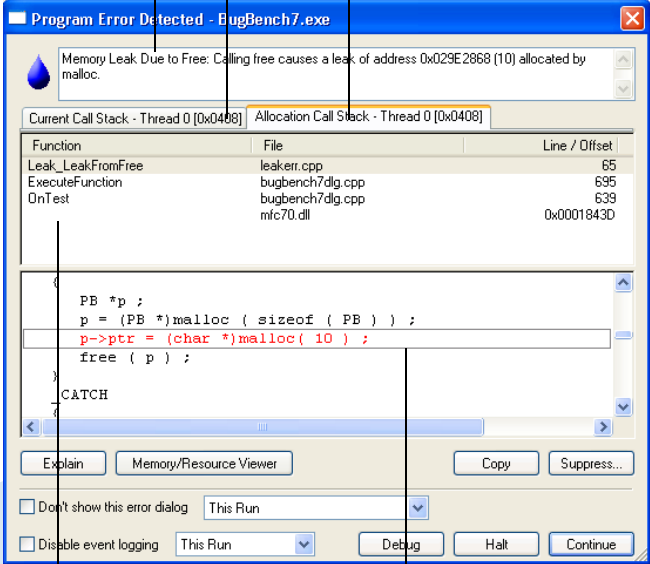 Program Error Detected - BugBench7.exe
Memory Leak Due to Free: Calling free causes a leak of address 0x029E2868 (10) allocated by
malloc.
Current Call Stack - Thread 0 [0x0408] Allocation Call Stack - Thread 0 [0x0408]
Function File Line / Offset
Leak_LeakFromFree leakerr.cpp 65
ExecuteFunction bugbench7dlg.cpp 695
OnTest bugbench7dlg.cpp 639
mfc70.dll 0x0001843D
{
PB *p ;
p = (PB *)malloc ( sizeof ( PB ) ) ;
p->ptr = (char *)malloc( 10 ) ;
free ( p ) ;
}
_CATCH
{
Explain Memory/Resource Viewer Copy Suppress...
Don't show this error dialog This Run
Disable event logging This Run Debug Halt Continue